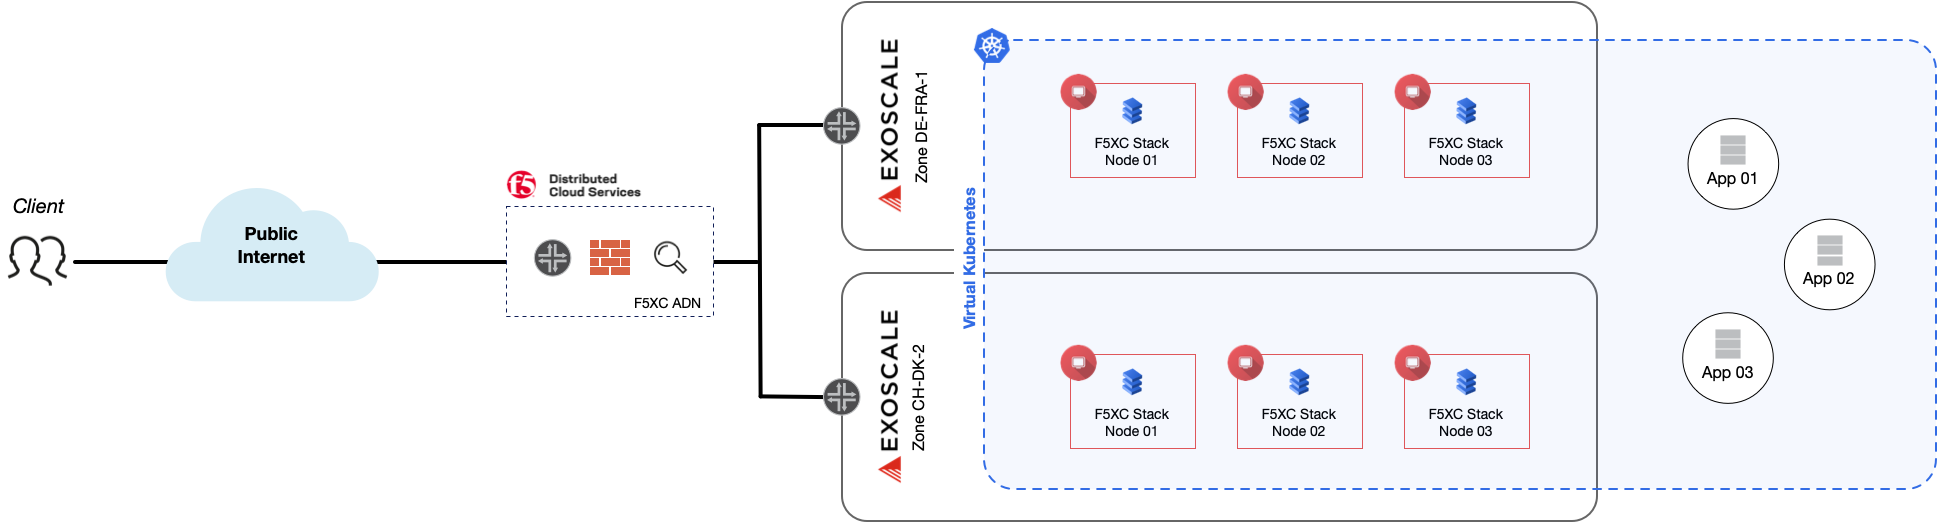 Client
Public
Internet
f5
Distributed
Cloud Services
F5XC ADN
EXOSCALE
Zone DE-FRA-1
EXOSCALE
Zone CH-DK-2
Virtual Kubernetes
F5XC Stack
Node 01
F5XC Stack
Node 02
F5XC Stack
Node 03
F5XC Stack
Node 01
F5XC Stack
Node 02
F5XC Stack
Node 03
App 01
App 02
App 03